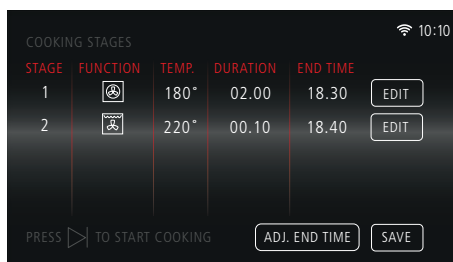 10:10
COOKING STAGES
STAGE FUNCTION TEMP. DURATION END TIME
1 180° 02.00 18.30 EDIT
2 220° 00.10 18.40 EDIT
PRESS TO START COOKING ADJ. END TIME SAVE